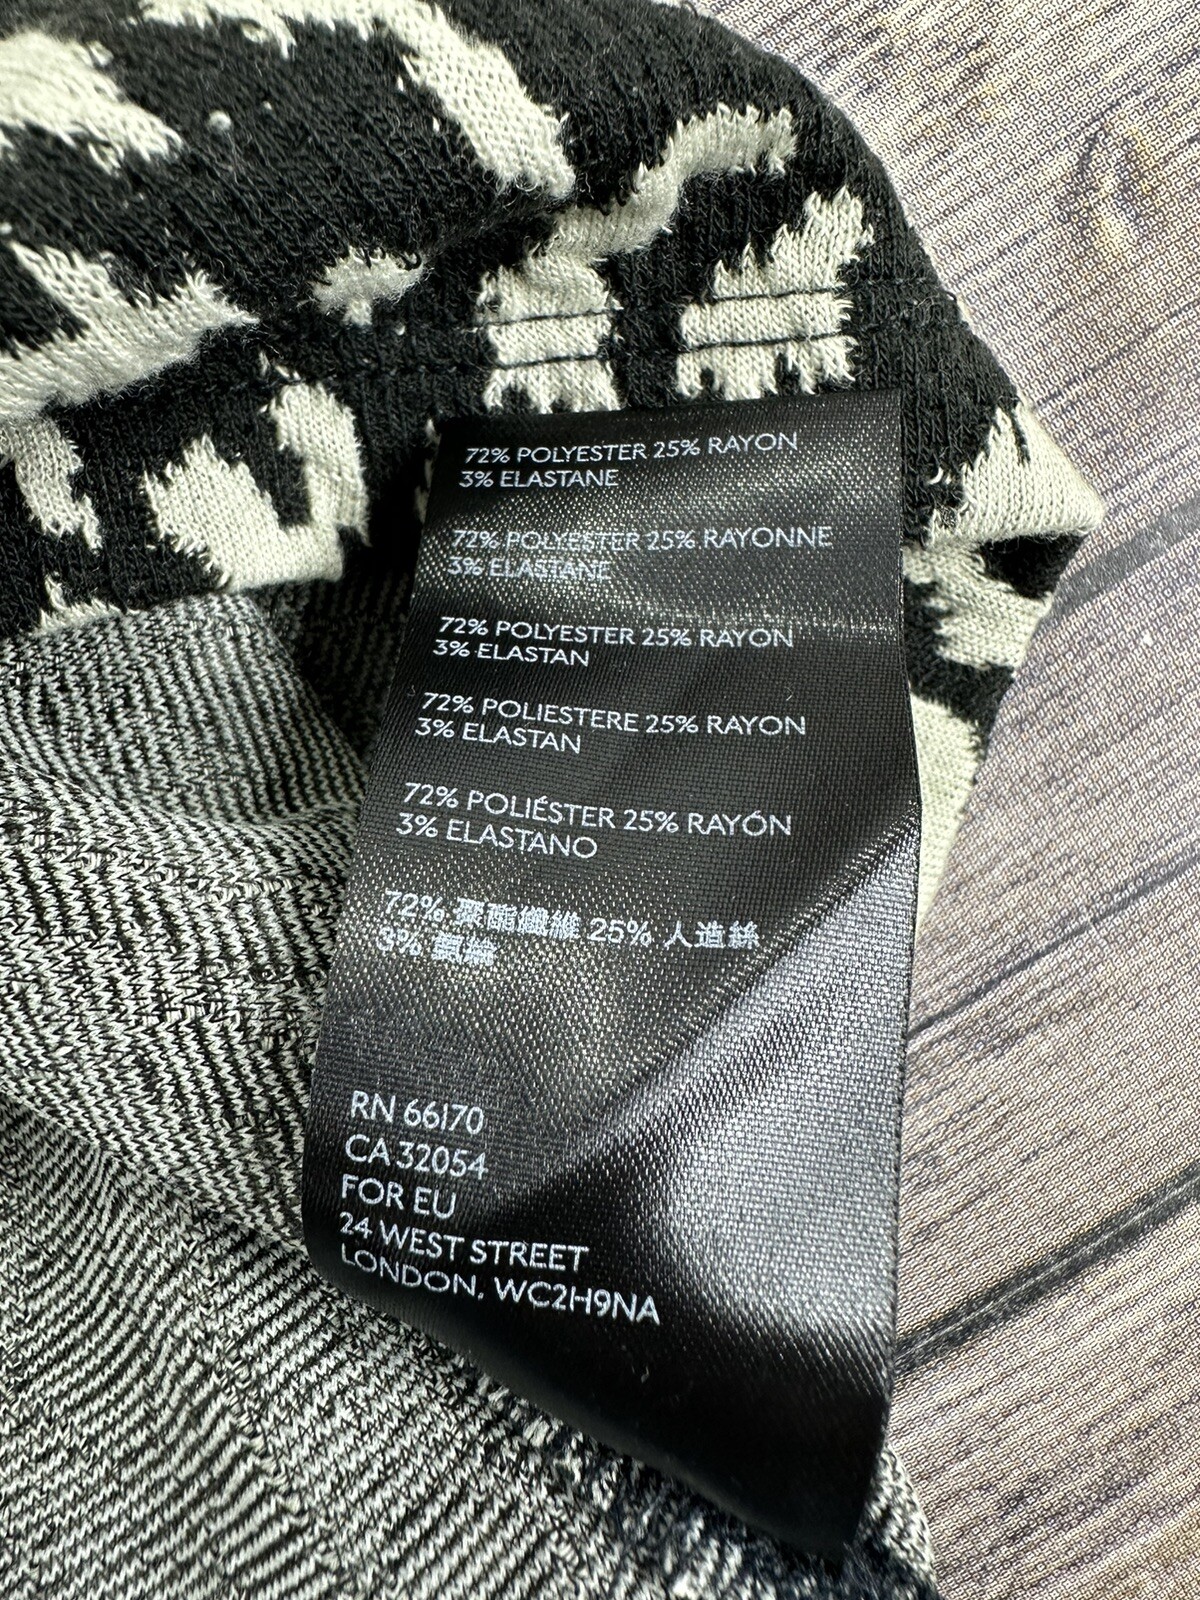 72% POLYESTER 25% RAYON
3% ELASTANE
72% POLYESTER 25% RAYONNE
3% ELASTANE
72% POLYESTER 25% RAYON
3% ELASTAN
72% POLIESTERE 25% RAYON
3% ELASTAN
72% POLIÉSTER 25% RAYÓN
3% ELASTANO
72% 聚酯纖維 25% 人造絲
3% 氨綸
RN 66170
CA 32054
FOR EU
24 WEST STREET
LONDON, WC2H9NA